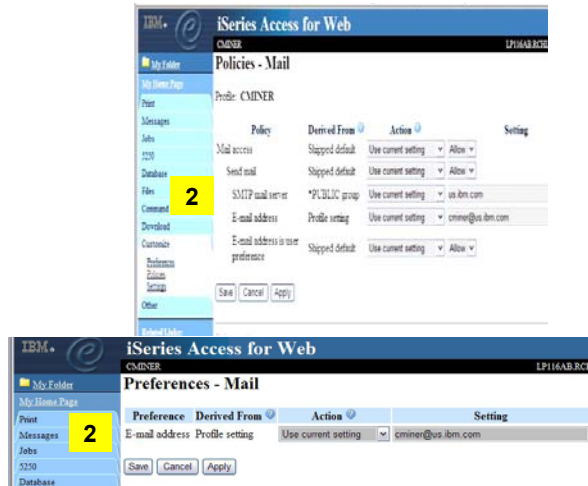 IBM. iSeries Access for Web
CMINER LP116AB.RCHL
My Folder Policies - Mail
My Home Page
Print Profile: CMINER
Messages
Jobs Policy Derived From Action Setting
5250 Mail access Shipped default Use current setting Allow
Database Send mail Shipped default Use current setting Allow
Files 2 SMTP mail server *PUBLIC group Use current setting us.ibm.com
Command E-mail address Profile setting Use current setting cminer@us.ibm.com
Download
Customize E-mail address is user preference Shipped default Use current setting Allow
Preferences
Policies
Settings Save Cancel Apply
Other
Related Links:
IBM. iSeries Access for Web
CMINER LP116AB.RCH
My Folder Preferences - Mail
My Home Page
Print Preference Derived From Action Setting
Messages 2 E-mail address Profile setting Use current setting cminer@us.ibm.com
Jobs
5250 Save Cancel Apply
Database